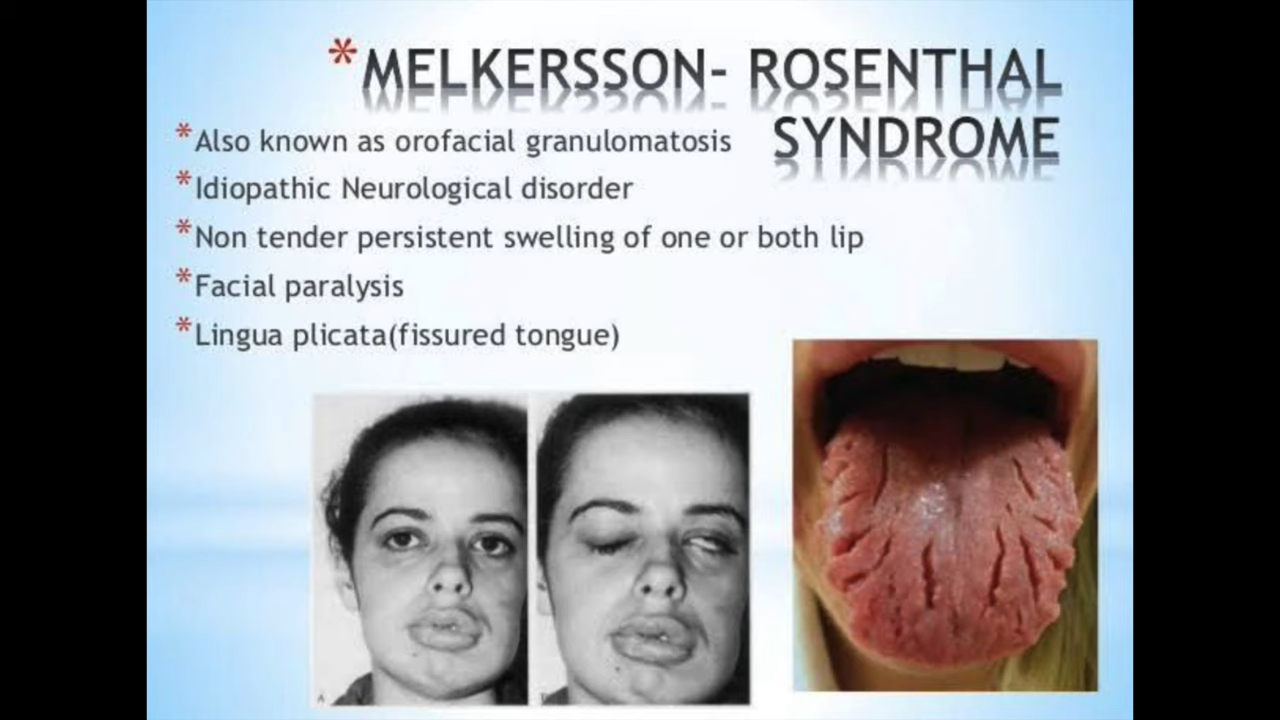 *MELKERSSON- ROSENTHAL
SYNDROME
*Also known as orofacial granulomatosis
*Idiopathic Neurological disorder
*Non tender persistent swelling of one or both lip
*Facial paralysis
*Lingua plicata(fissured tongue)
A